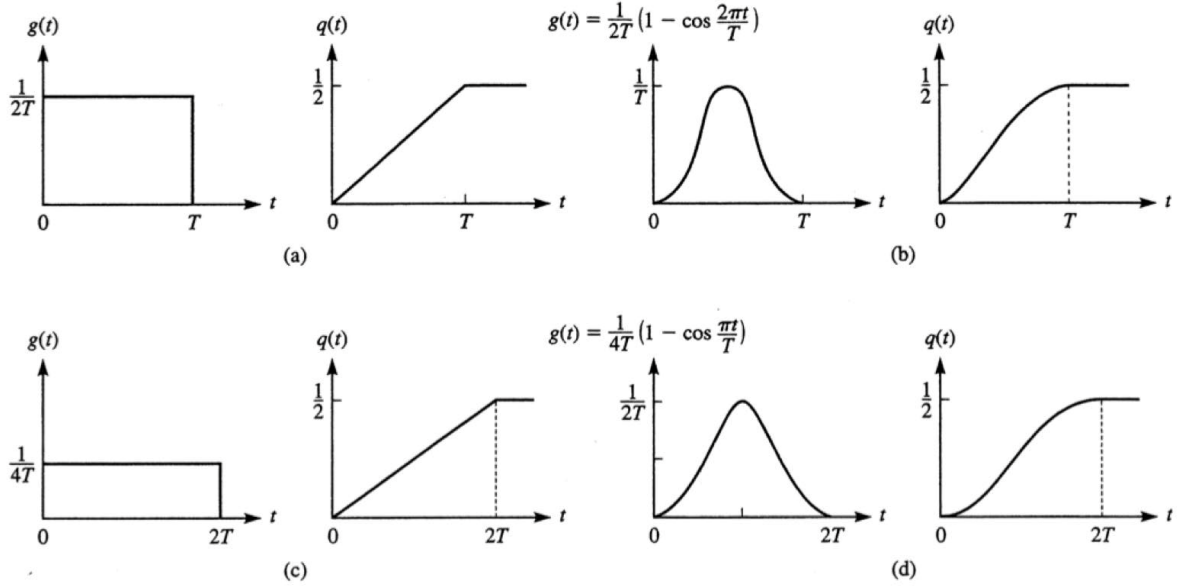 g(t)
1/2T
0
T
t
q(t)
1/2
0
T
t
(a)
g(t) = 1/2T (1 − cos 2πt/T)
1/T
0
T
t
q(t)
1/2
0
T
t
(b)
g(t)
1/4T
0
2T
t
q(t)
1/2
0
2T
t
(c)
g(t) = 1/4T (1 − cos πt/T)
1/2T
0
2T
t
q(t)
1/2
0
2T
t
(d)